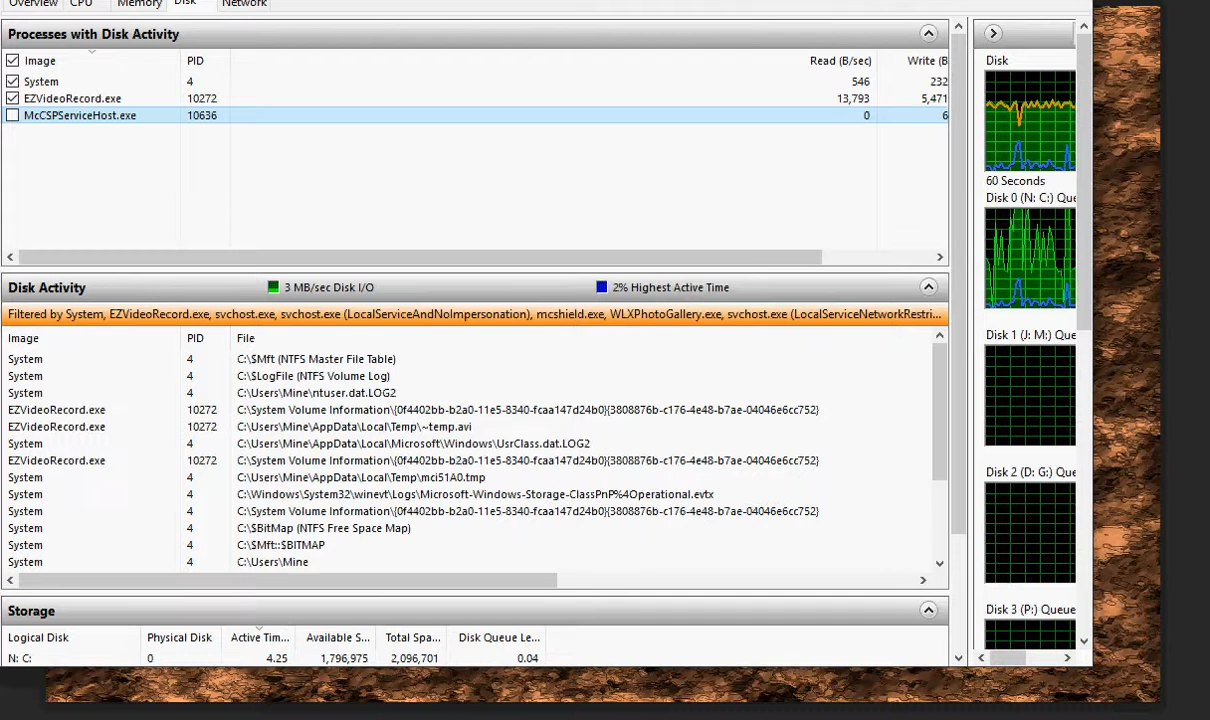 Overview CPU Memory Disk Network
Processes with Disk Activity
Image PID Read (B/sec) Write (B
System 4 546 232
EZVideoRecord.exe 10272 13,793 5,471
McCSPServiceHost.exe 10636 0 6
Disk Activity 3 MB/sec Disk I/O 2% Highest Active Time
Filtered by System, EZVideoRecord.exe, svchost.exe, svchost.exe (LocalServiceAndNoImpersonation), mcshield.exe, WLXPhotoGallery.exe, svchost.exe (LocalServiceNetworkRestri...
Image PID File
System 4 C:\$Mft (NTFS Master File Table)
System 4 C:\$LogFile (NTFS Volume Log)
System 4 C:\Users\Mine\ntuser.dat.LOG2
EZVideoRecord.exe 10272 C:\System Volume Information\{0f4402bb-b2a0-11e5-8340-fcaa147d24b0}{3808876b-c176-4e48-b7ae-04046e6cc752}
EZVideoRecord.exe 10272 C:\Users\Mine\AppData\Local\Temp\~temp.avi
System 4 C:\Users\Mine\AppData\Local\Microsoft\Windows\UsrClass.dat.LOG2
EZVideoRecord.exe 10272 C:\System Volume Information\{0f4402bb-b2a0-11e5-8340-fcaa147d24b0}{3808876b-c176-4e48-b7ae-04046e6cc752}
System 4 C:\Users\Mine\AppData\Local\Temp\mci51A0.tmp
System 4 C:\Windows\System32\winevt\Logs\Microsoft-Windows-Storage-ClassPnP%4Operational.evtx
System 4 C:\System Volume Information\{0f4402bb-b2a0-11e5-8340-fcaa147d24b0}{3808876b-c176-4e48-b7ae-04046e6cc752}
System 4 C:\$BitMap (NTFS Free Space Map)
System 4 C:\$Mft::$BITMAP
System 4 C:\Users\Mine
Storage
Logical Disk Physical Disk Active Tim... Available S... Total Spa... Disk Queue Le...
N: C: 0 4.25 1,796,975 2,096,701 0.04
Disk
60 Seconds
Disk 0 (N: C:) Que
Disk 1 (J: M:) Que
Disk 2 (D: G:) Que
Disk 3 (P:) Queue